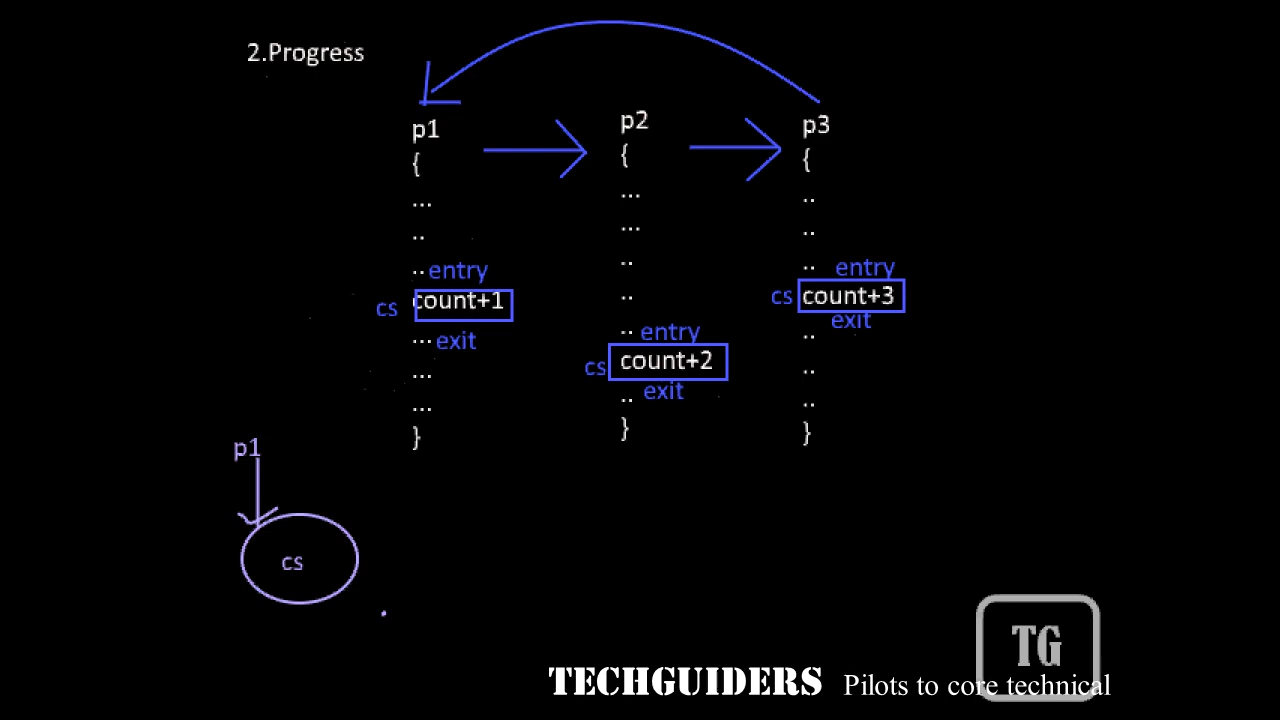 2.Progress
p1
{
...
..
..entry
cs count+1
...exit
...
...
}
p2
{
...
...
..
..
..entry
cs count+2
..exit
}
p3
{
..
..
..entry
cs count+3
exit
..
..
..
}
p1
cs
TG
TECHGUIDERS Pilots to core technical